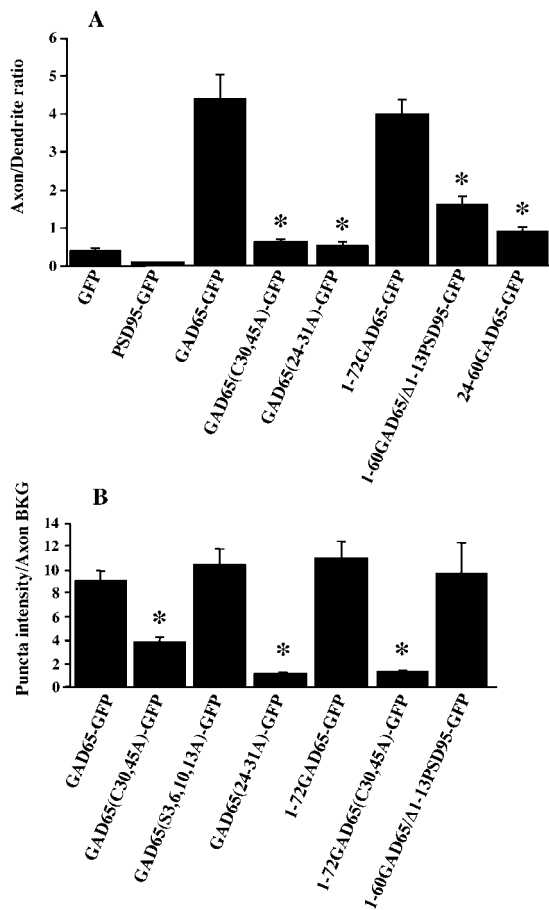 A
Axon/Dendrite ratio
6
5
4
3
2
1
0
*
*
*
*
GFP
PSD95-GFP
GAD65-GFP
GAD65(C30,45A)-GFP
GAD65(24-31A)-GFP
1-72GAD65-GFP
1-60GAD65/Δ1-13PSD95-GFP
24-60GAD65-GFP
B
Puncta intensity/Axon BKG
14
12
10
8
6
4
2
0
*
*
*
GAD65-GFP
GAD65(C30,45A)-GFP
GAD65(S3,6,10,13A)-GFP
GAD65(24-31A)-GFP
1-72GAD65-GFP
1-72GAD65(C30,45A)-GFP
1-60GAD65/Δ1-13PSD95-GFP